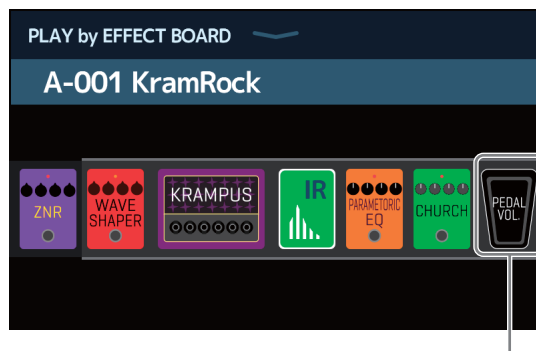 PLAY by EFFECT BOARD
A-001 KramRock
ZNR
WAVE
SHAPER
KRAMPUS
IR
PARAMETORIC
EQ
CHURCH
PEDAL
VOL.